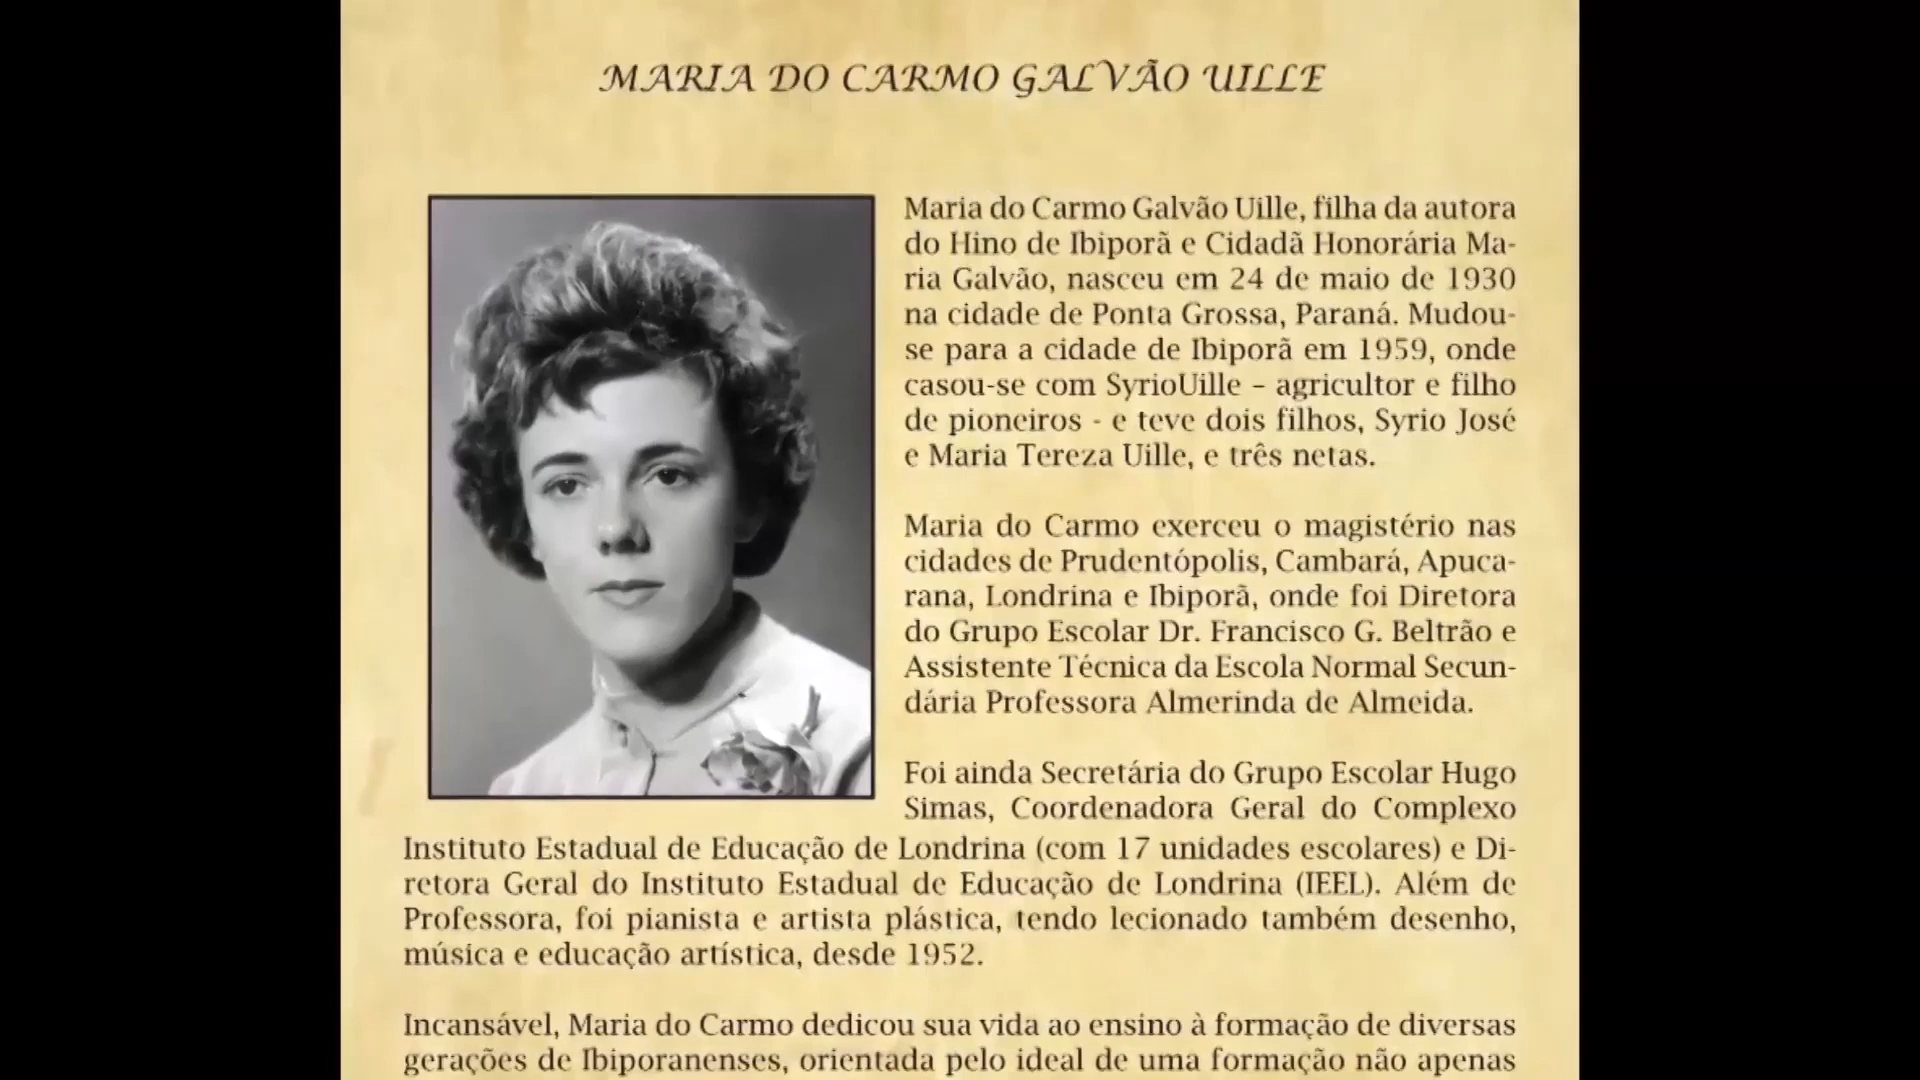 MARIA DO CARMO GALVÃO UILLE
Maria do Carmo Galvão Uille, filha da autora
do Hino de Ibiporã e Cidadã Honorária Ma-
ria Galvão, nasceu em 24 de maio de 1930
na cidade de Ponta Grossa, Paraná. Mudou-
se para a cidade de Ibiporã em 1959, onde
casou-se com SyrioUille – agricultor e filho
de pioneiros - e teve dois filhos, Syrio José
e Maria Tereza Uille, e três netas.
Maria do Carmo exerceu o magistério nas
cidades de Prudentópolis, Cambará, Apuca-
rana, Londrina e Ibiporã, onde foi Diretora
do Grupo Escolar Dr. Francisco G. Beltrão e
Assistente Técnica da Escola Normal Secun-
dária Professora Almerinda de Almeida.
Foi ainda Secretária do Grupo Escolar Hugo
Simas, Coordenadora Geral do Complexo
Instituto Estadual de Educação de Londrina (com 17 unidades escolares) e Di-
retora Geral do Instituto Estadual de Educação de Londrina (IEEL). Além de
Professora, foi pianista e artista plástica, tendo lecionado também desenho,
música e educação artística, desde 1952.
Incansável, Maria do Carmo dedicou sua vida ao ensino à formação de diversas
gerações de Ibiporanenses, orientada pelo ideal de uma formação não apenas